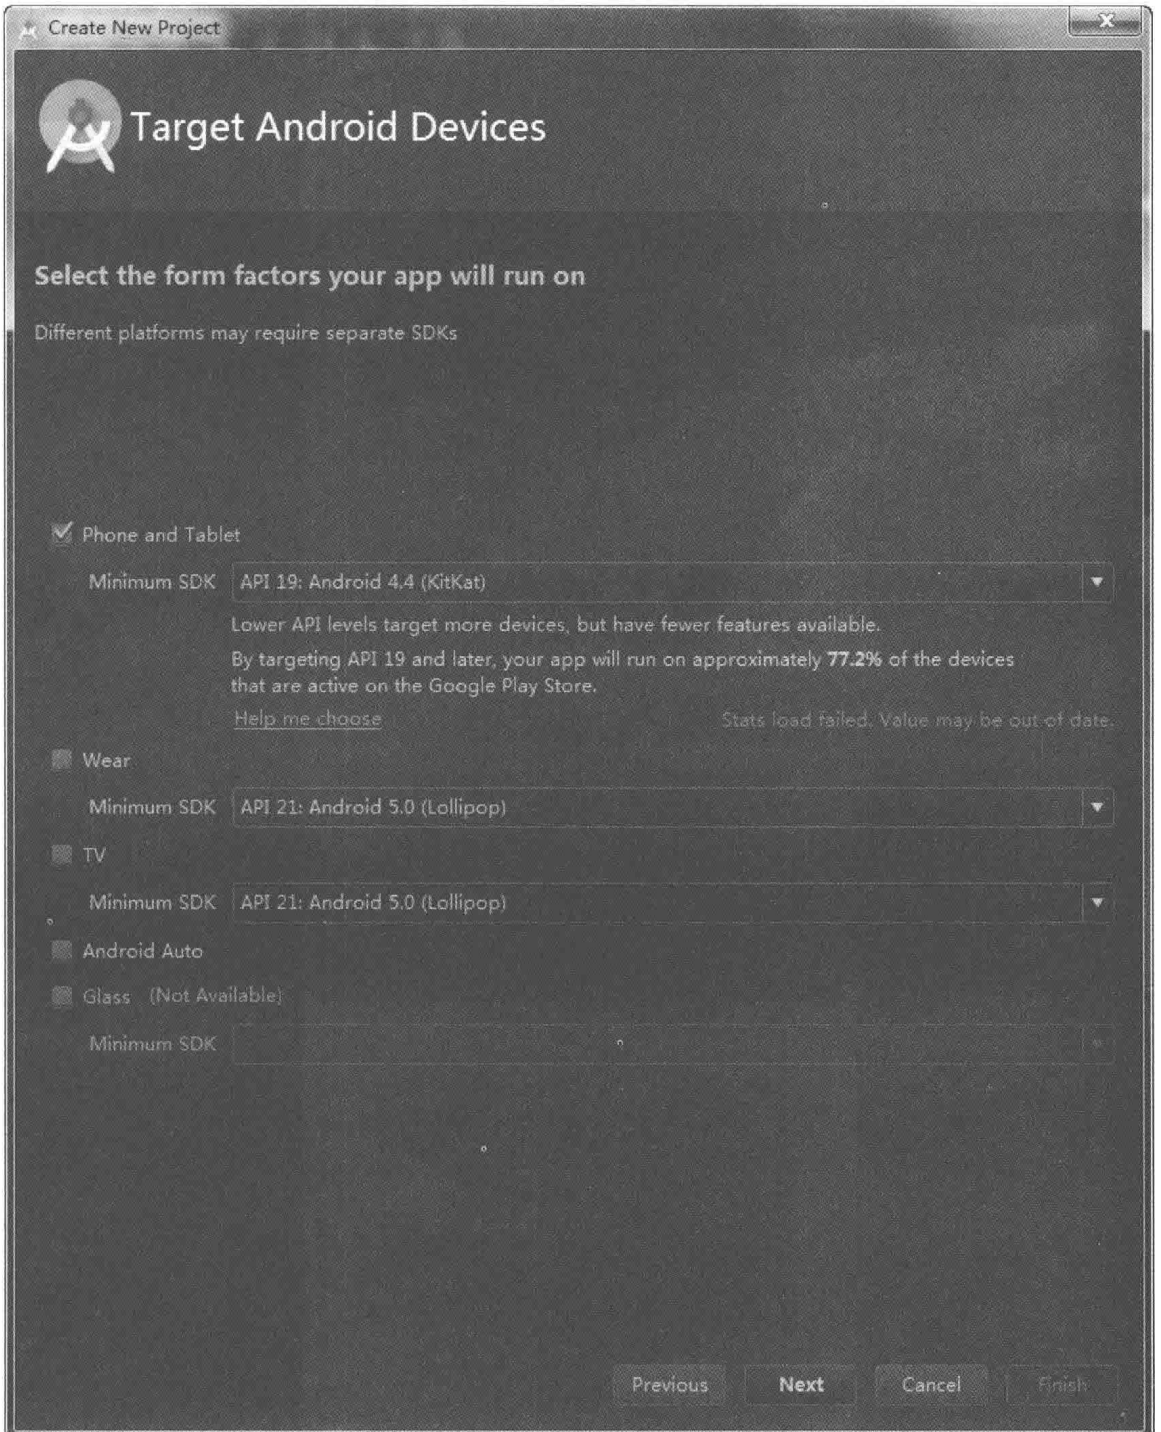 Create New Project
Target Android Devices
Select the form factors your app will run on
Different platforms may require separate SDKs
Phone and Tablet
Minimum SDK API 19: Android 4.4 (KitKat)
Lower API levels target more devices, but have fewer features available.
By targeting API 19 and later, your app will run on approximately 77.2% of the devices
that are active on the Google Play Store.
Help me choose Stats load failed. Value may be out of date.
Wear
Minimum SDK API 21: Android 5.0 (Lollipop)
TV
Minimum SDK API 21: Android 5.0 (Lollipop)
Android Auto
Glass (Not Available)
Minimum SDK
Previous Next Cancel Finish